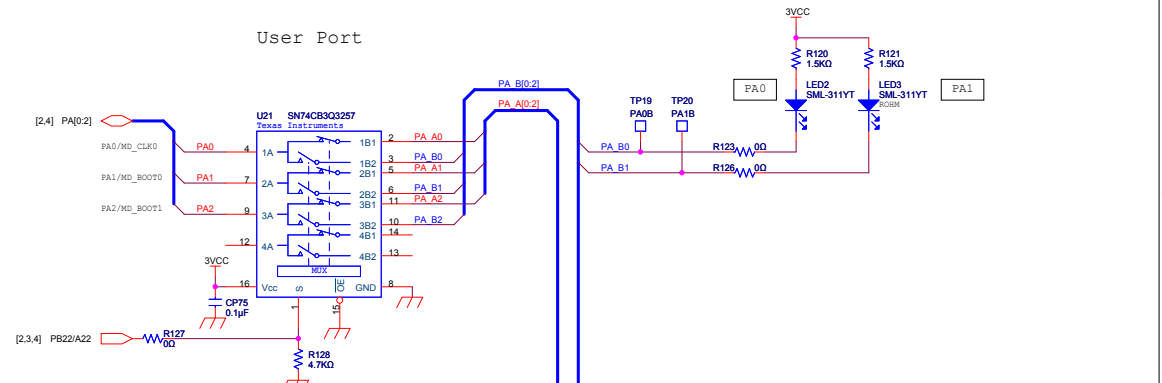 User Port
3VCC
R120
1.5KΩ
R121
1.5KΩ
PA0
LED2
SML-311YT
LED3
SML-311YT
ROHM
PA1
PA_B[0:2]
PA_A[0:2]
TP19
PA0B
TP20
PA1B
[2,4] PA[0:2]
U21 SN74CB3Q3257
Texas Instruments
PA0/MD_CLK0 PA0 4 1A
1B1 2 PA_A0
1B2 3 PA_B0
PA1/MD_BOOT0 PA1 7 2A
2B1 5 PA_A1
2B2 6 PA_B1
PA2/MD_BOOT1 PA2 9 3A
3B1 11 PA_A2
3B2 10 PA_B2
12 4A
4B1 14
4B2 13
MUX
PA_B0 R123 0Ω
PA_B1 R126 0Ω
3VCC
16 Vcc S OE GND 8
1 15
CP75
0.1µF
[2,3,4] PB22/A22 R127
0Ω
R128
4.7KΩ